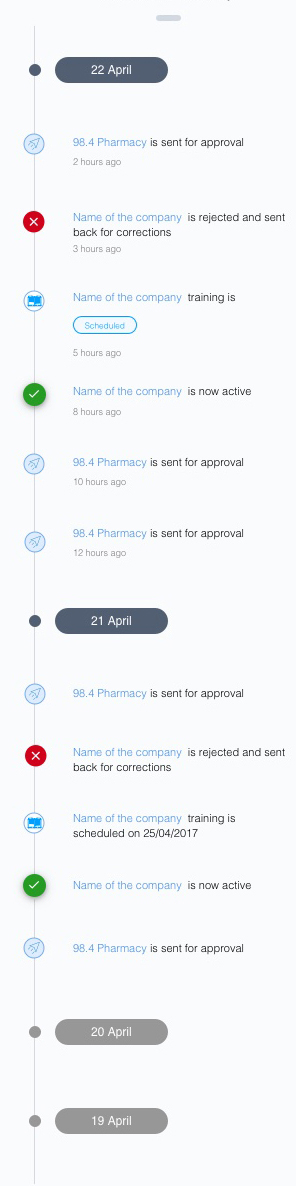 22 April
98.4 Pharmacy is sent for approval
2 hours ago
Name of the company is rejected and sent
back for corrections
3 hours ago
Name of the company training is
Scheduled
5 hours ago
Name of the company is now active
8 hours ago
98.4 Pharmacy is sent for approval
10 hours ago
98.4 Pharmacy is sent for approval
12 hours ago
21 April
98.4 Pharmacy is sent for approval
Name of the company is rejected and sent
back for corrections
Name of the company training is
scheduled on 25/04/2017
Name of the company is now active
98.4 Pharmacy is sent for approval
20 April
19 April